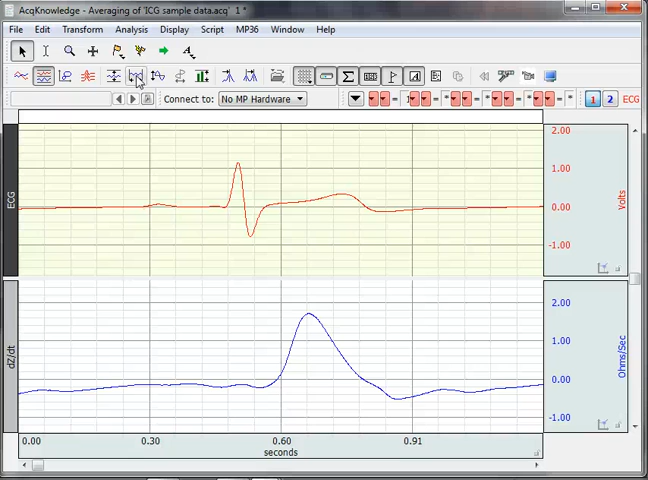 AcqKnowledge - Averaging of 'ICG sample data.acq' 1 *
File Edit Transform Analysis Display Script MP36 Window Help
Connect to: No MP Hardware
1 2 ECG
ECG
2.00
1.00
0.00
-1.00
Volts
dZ/dt
2.00
1.00
0.00
-1.00
Ohms/Sec
0.00 0.30 0.60 0.91
seconds